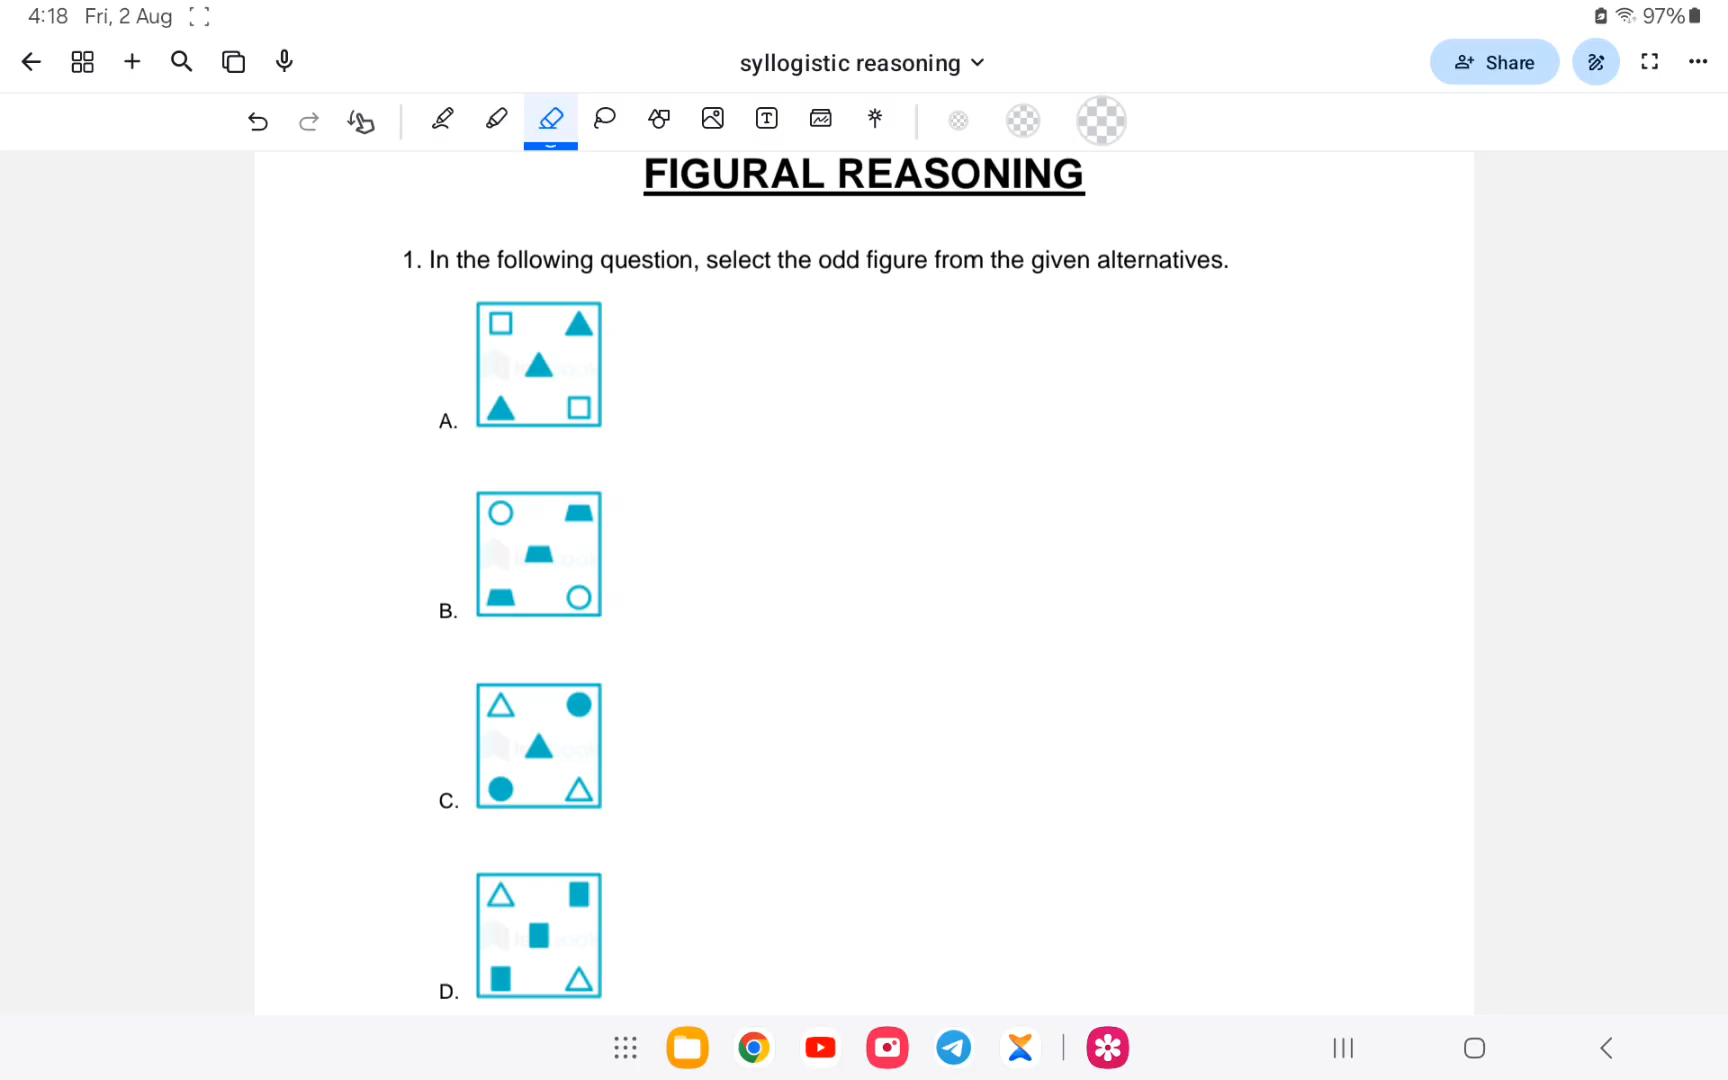 4:18 Fri, 2 Aug 97%
syllogistic reasoning
Share
FIGURAL REASONING
1. In the following question, select the odd figure from the given alternatives.
A.
B.
C.
D.